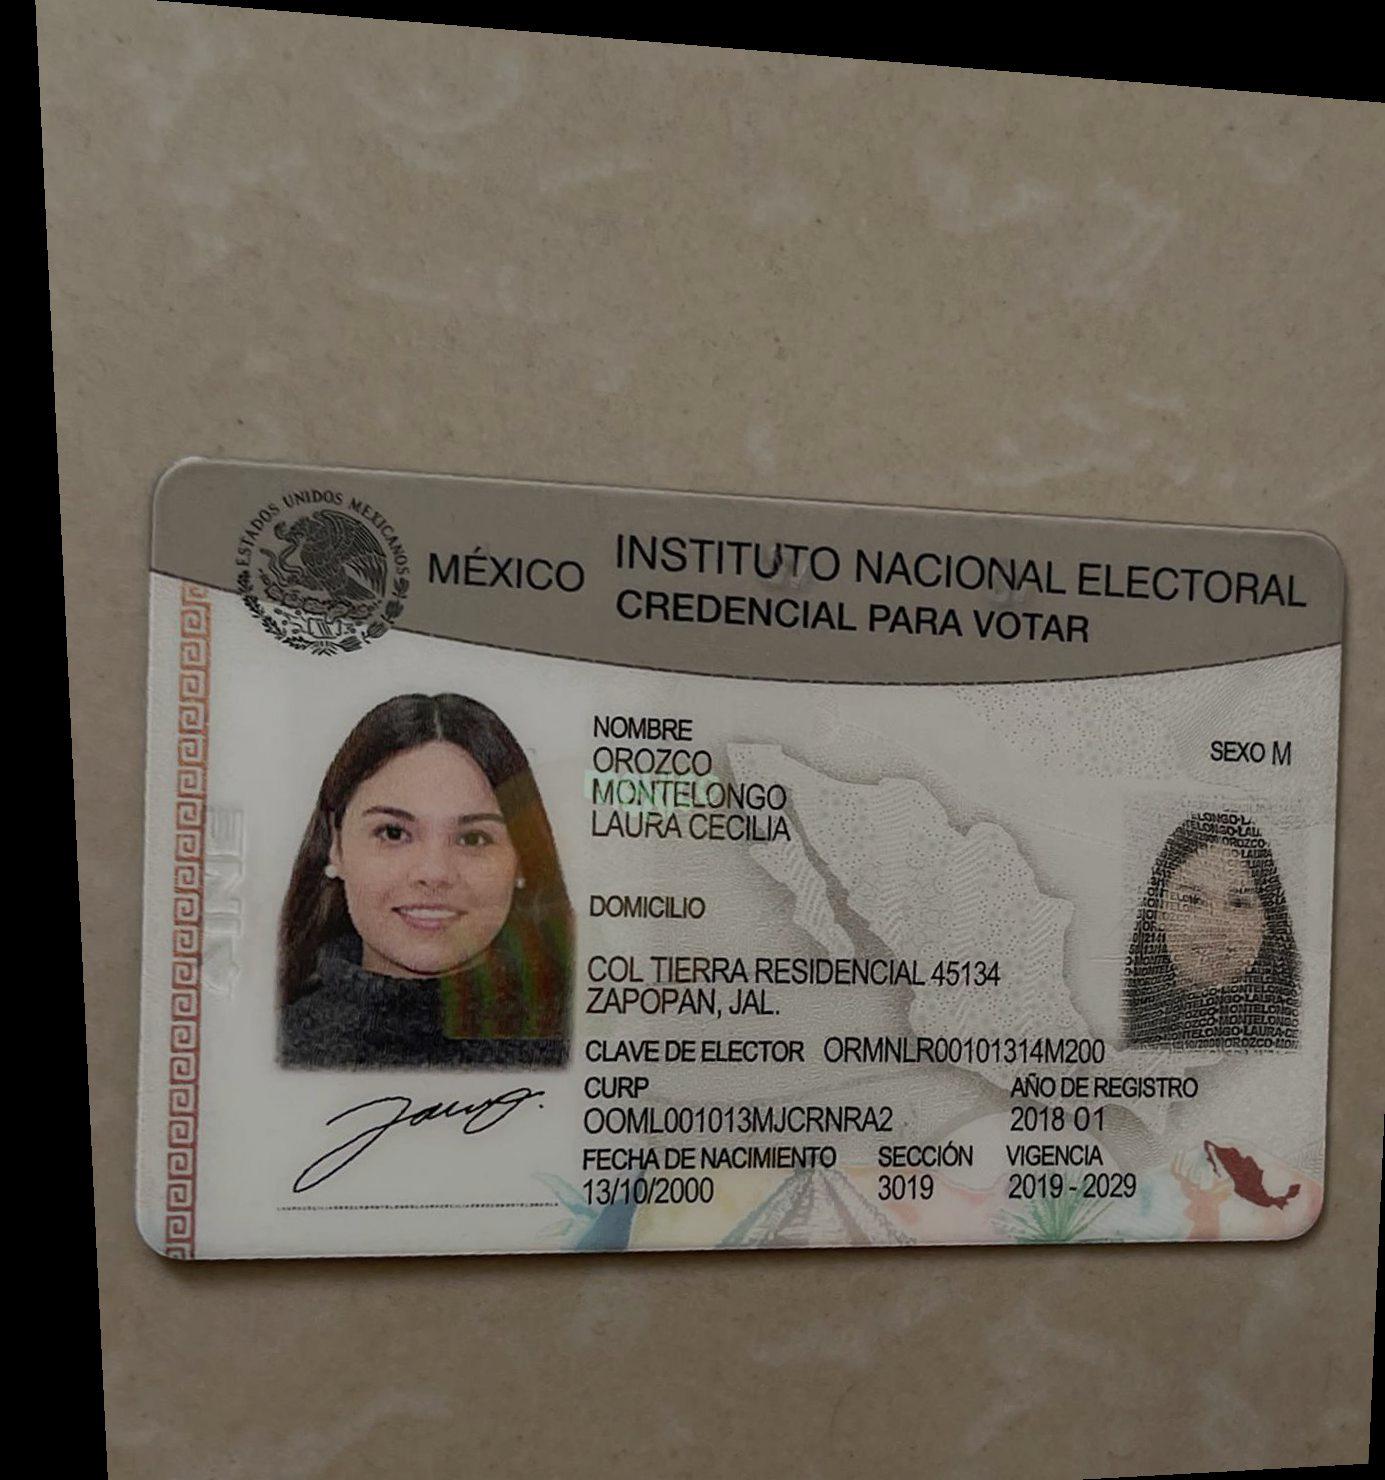 ESTADOS UNIDOS MEXICANOS
MÉXICO
INSTITUTO NACIONAL ELECTORAL
CREDENCIAL PARA VOTAR
NOMBRE
OROZCO
MONTELONGO
LAURA CECILIA
SEXO M
DOMICILIO
COL TIERRA RESIDENCIAL 45134
ZAPOPAN, JAL.
CLAVE DE ELECTOR ORMNLR00101314M200
CURP
OOML001013MJCRNRA2
AÑO DE REGISTRO
2018 01
FECHA DE NACIMIENTO
13/10/2000
SECCIÓN
3019
VIGENCIA
2019 - 2029
INE